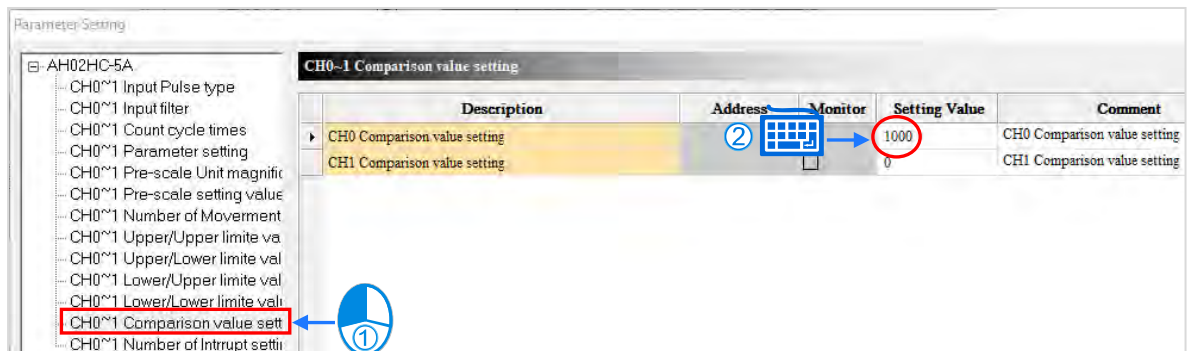 Parameter Setting
AH02HC-5A
CH0~1 Input Pulse type
CH0~1 Input filter
CH0~1 Count cycle times
CH0~1 Parameter setting
CH0~1 Pre-scale Unit magnific
CH0~1 Pre-scale setting value
CH0~1 Number of Moverment
CH0~1 Upper/Upper limite va
CH0~1 Upper/Lower limite val
CH0~1 Lower/Upper limite val
CH0~1 Lower/Lower limite valu
CH0~1 Comparison value sett
CH0~1 Number of Intrrupt settin
①
CH0~1 Comparison value setting
Description Address Monitor Setting Value Comment
CH0 Comparison value setting ② 1000 CH0 Comparison value setting
CH1 Comparison value setting 0 CH1 Comparison value setting